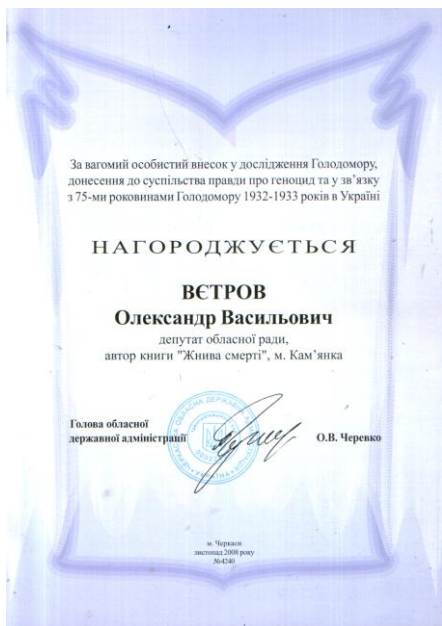 За вагомий особистий внесок у дослідження Голодомору,
донесення до суспільства правди про геноцид та у зв’язку
з 75-ми роковинами Голодомору 1932-1933 років в Україні
НАГОРОДЖУЄТЬСЯ
ВЄТРОВ
Олександр Васильович
депутат обласної ради,
автор книги "Жнива смерті", м. Кам’янка
Голова обласної
державної адміністрації
О.В. Черевко
УКРАЇНА
м. Черкаси
листопад 2008 року
№4240